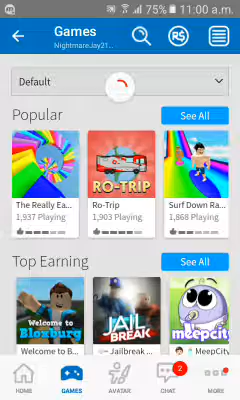 75% 11:00 a.m.
Games
NightmareJay21...
R$
Default
Popular
See All
RO-TRIP
The Really Ea... Ro-Trip Surf Down Ra...
1,937 Playing 1,903 Playing 1,868 Playing
Top Earning
See All
Welcome to
Bloxburg
JAIL
BREAK
meepcity
Welcome to B... Jailbreak ... MeepCity
2
HOME GAMES AVATAR CHAT MORE